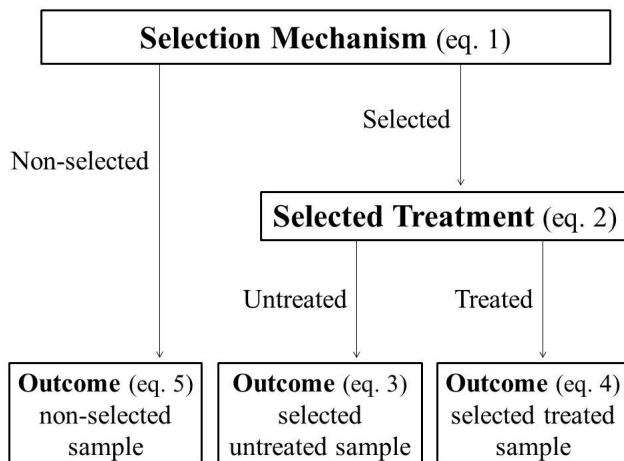 Selection Mechanism (eq. 1)
Selected
Non-selected
Selected Treatment (eq. 2)
Untreated
Treated
Outcome (eq. 5)
non-selected
sample
Outcome (eq. 3)
selected
untreated sample
Outcome (eq. 4)
selected treated
sample